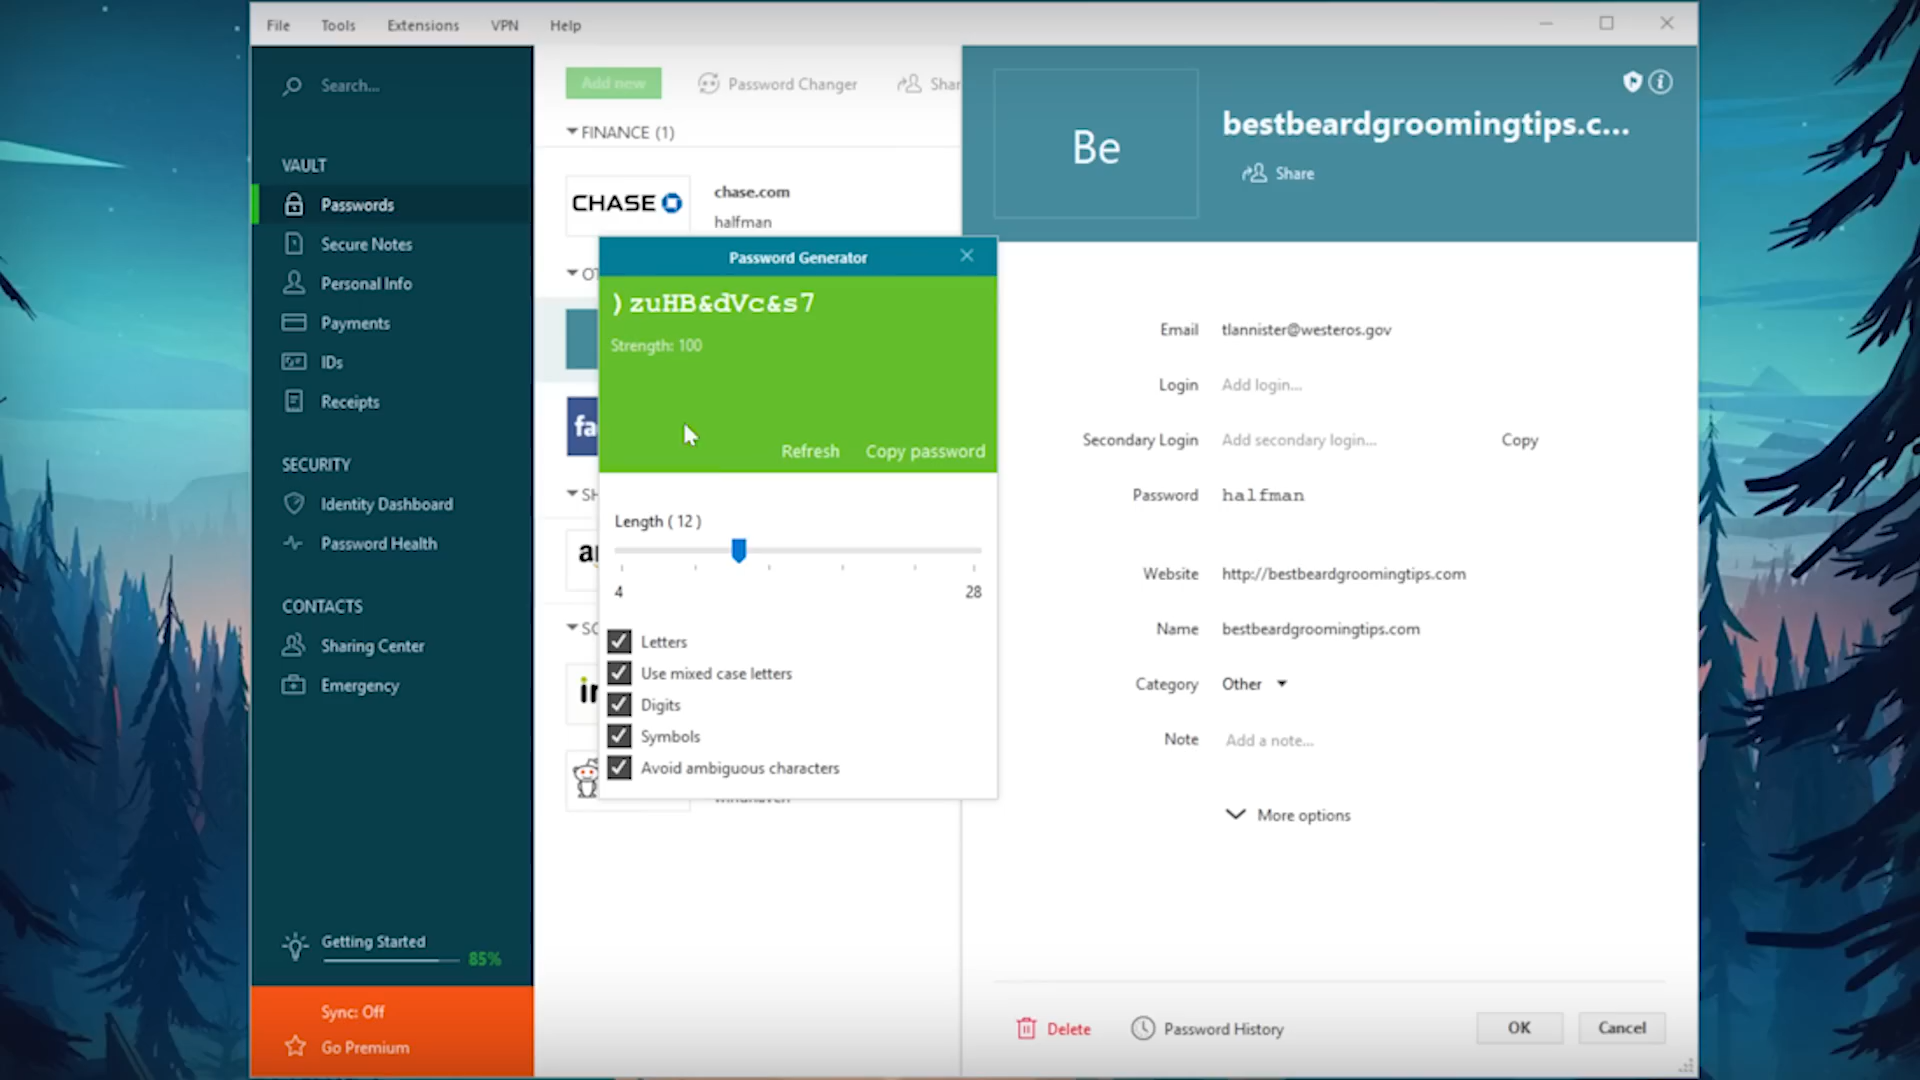 File Tools Extensions VPN Help
Search...
VAULT
Passwords
Secure Notes
Personal Info
Payments
IDs
Receipts
SECURITY
Identity Dashboard
Password Health
CONTACTS
Sharing Center
Emergency
Getting Started
85%
Sync: Off
Go Premium
Add new Password Changer Shar
FINANCE (1)
CHASE
chase.com
halfman
Password Generator
)zuHB&dVc&s7
Strength: 100
Refresh Copy password
Length ( 12 )
4 28
Letters
Use mixed case letters
Digits
Symbols
Avoid ambiguous characters
Be
bestbeardgroomingtips.c...
Share
Email tlannister@westeros.gov
Login Add login...
Secondary Login Add secondary login... Copy
Password halfman
Website http://bestbeardgroomingtips.com
Name bestbeardgroomingtips.com
Category Other
Note Add a note...
More options
Delete Password History OK Cancel